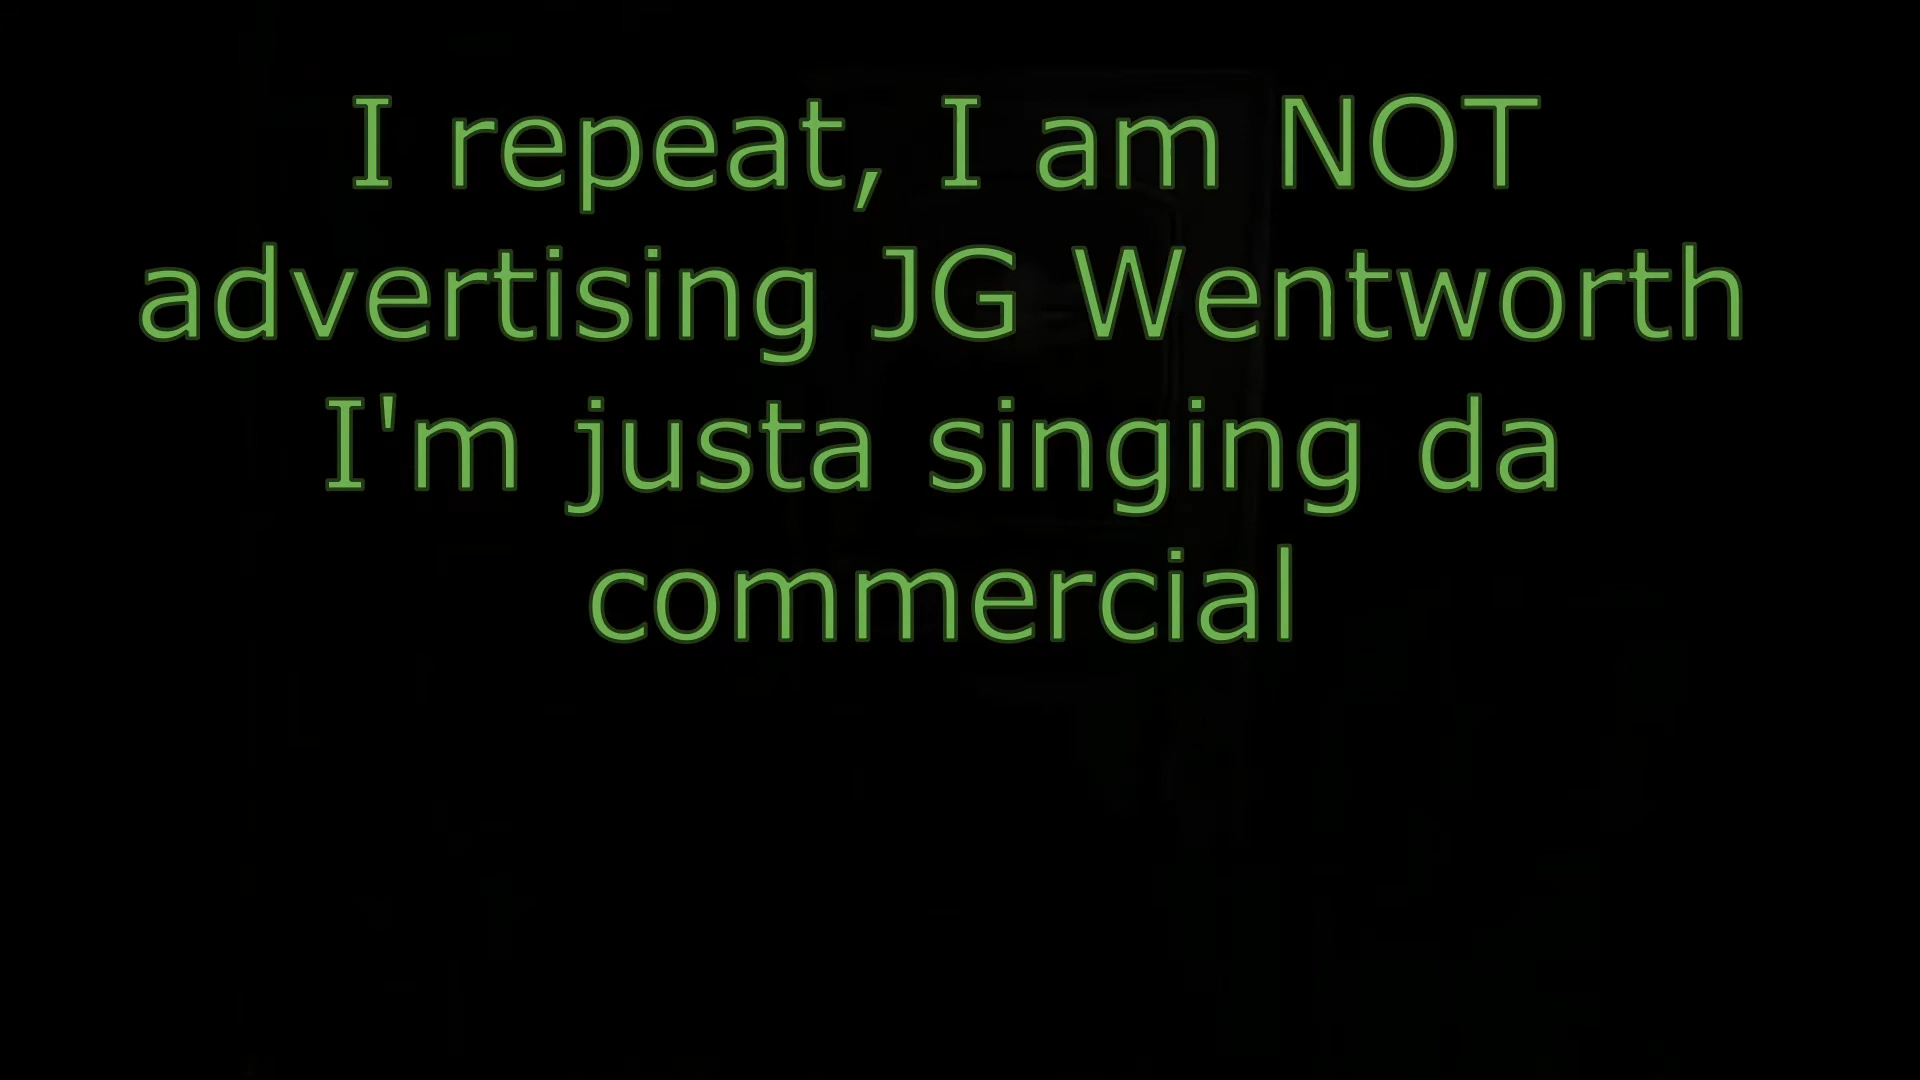 I repeat, I am NOT
advertising JG Wentworth
I'm justa singing da
commercial